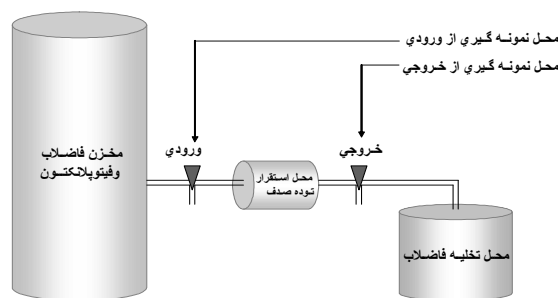 محل نمونه گيري از ورودي
محل نمونه گيري از خروجي
ورودي
خروجي
مخزن فاضلاب
وفيتوپلانكتون
محل استقرار
توده صدف
محل تخليه فاضلاب